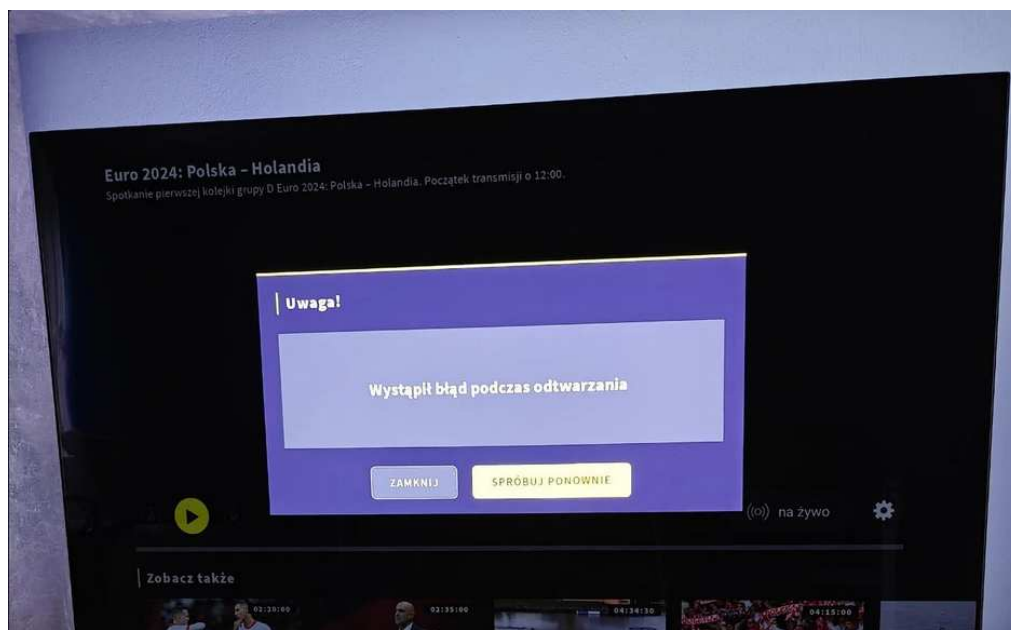 Euro 2024: Polska – Holandia
Spotkanie pierwszej kolejki grupy D Euro 2024: Polska – Holandia. Początek transmisji o 12:00.
Uwaga!
Wystąpił błąd podczas odtwarzania
ZAMKNIJ
SPRÓBUJ PONOWNIE
((o)) na żywo
Zobacz także
02:20:00
02:35:00
04:34:30
04:15:00